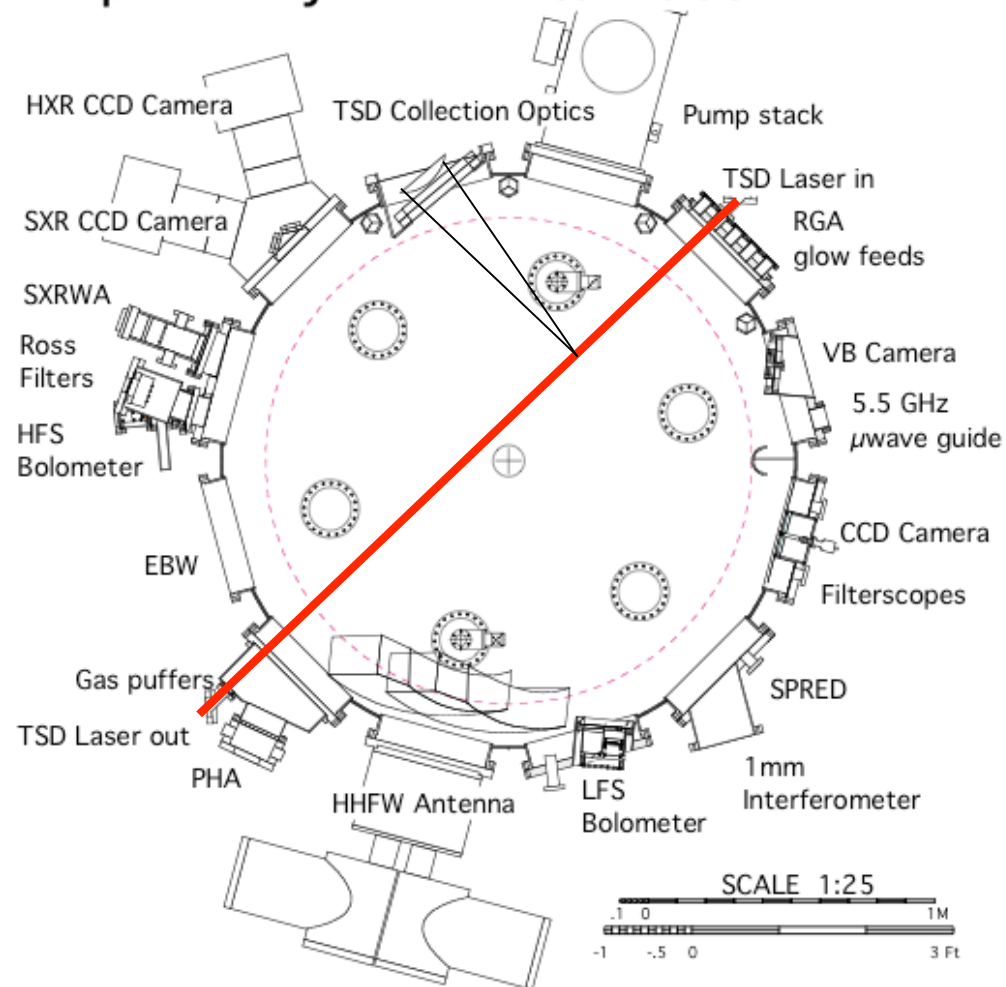 HXR CCD Camera
TSD Collection Optics
Pump stack
TSD Laser in
SXR CCD Camera
RGA
glow feeds
SXRWA
Ross
Filters
VB Camera
HFS
Bolometer
5.5 GHz
μwave guide
CCD Camera
EBW
Filterscopes
Gas puffers
SPRED
TSD Laser out
PHA
HHFW Antenna
LFS
Bolometer
1mm
Interferometer
SCALE 1:25
.1 0 1M
-1 -.5 0 3 Ft